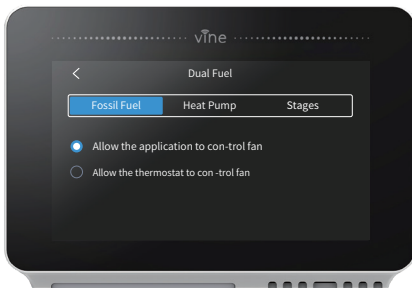 vine
Dual Fuel
Fossil Fuel Heat Pump Stages
Allow the application to con-trol fan
Allow the thermostat to con -trol fan